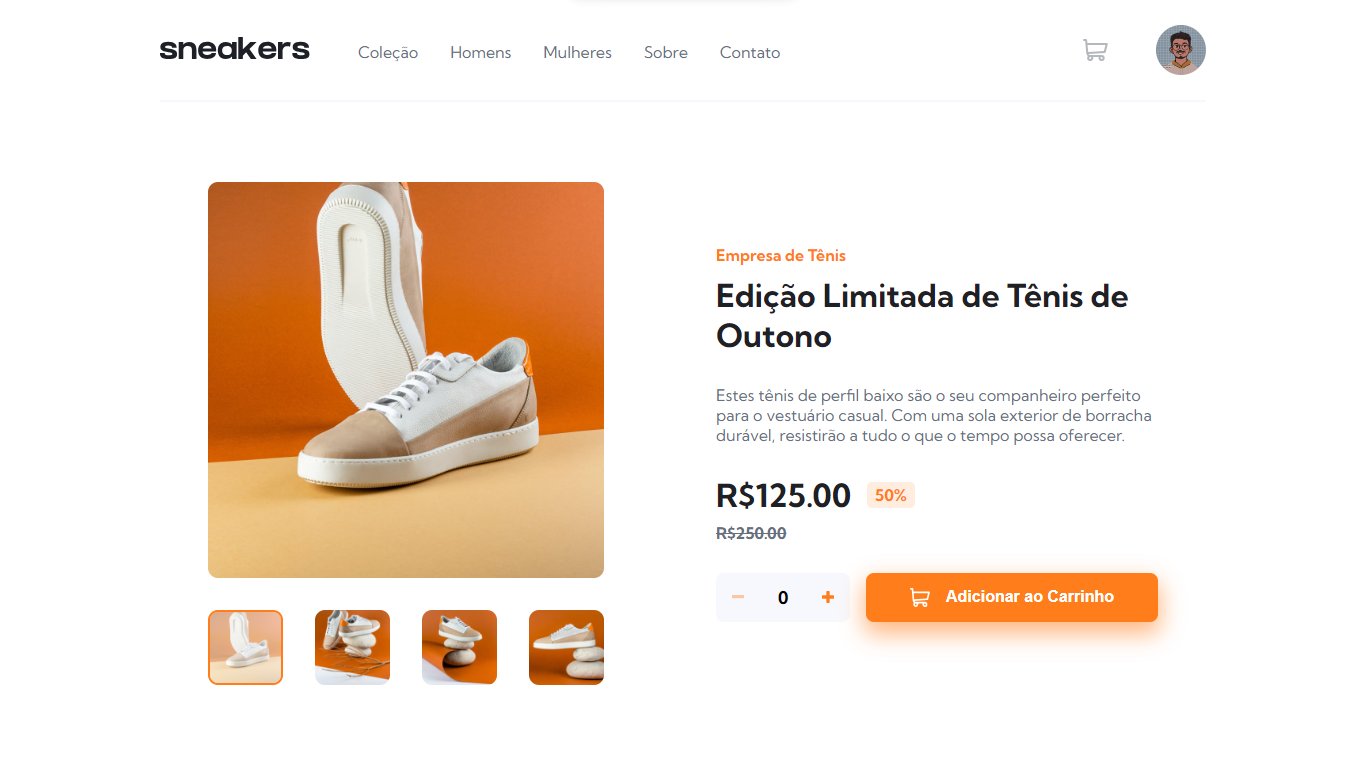 sneakers
Coleção Homens Mulheres Sobre Contato
Empresa de Tênis
Edição Limitada de Tênis de
Outono
Estes tênis de perfil baixo são o seu companheiro perfeito
para o vestuário casual. Com uma sola exterior de borracha
durável, resistirão a tudo o que o tempo possa oferecer.
R$125.00 50%
R$250.00
0 Adicionar ao Carrinho